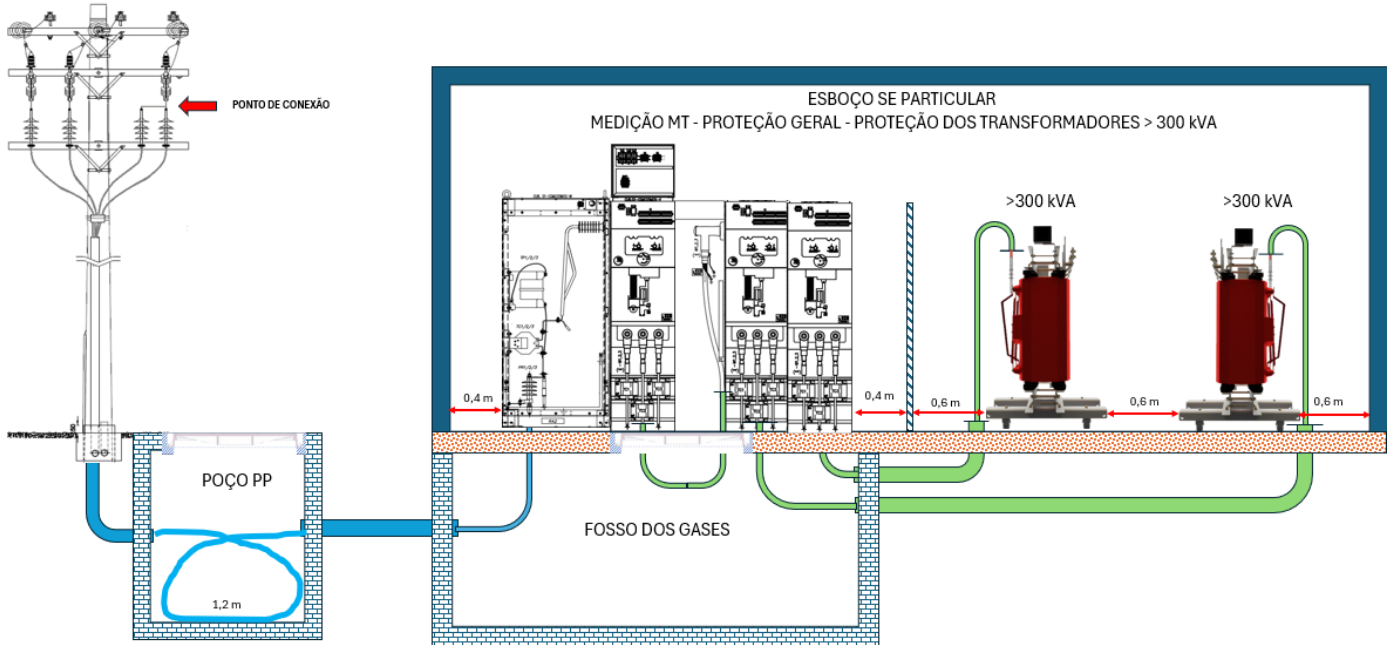 PONTO DE CONEXÃO
ESBOÇO SE PARTICULAR
MEDIÇÃO MT - PROTEÇÃO GERAL - PROTEÇÃO DOS TRANSFORMADORES > 300 kVA
>300 kVA
>300 kVA
0,4 m
0,4 m
0,6 m
0,6 m
0,6 m
POÇO PP
1,2 m
FOSSO DOS GASES